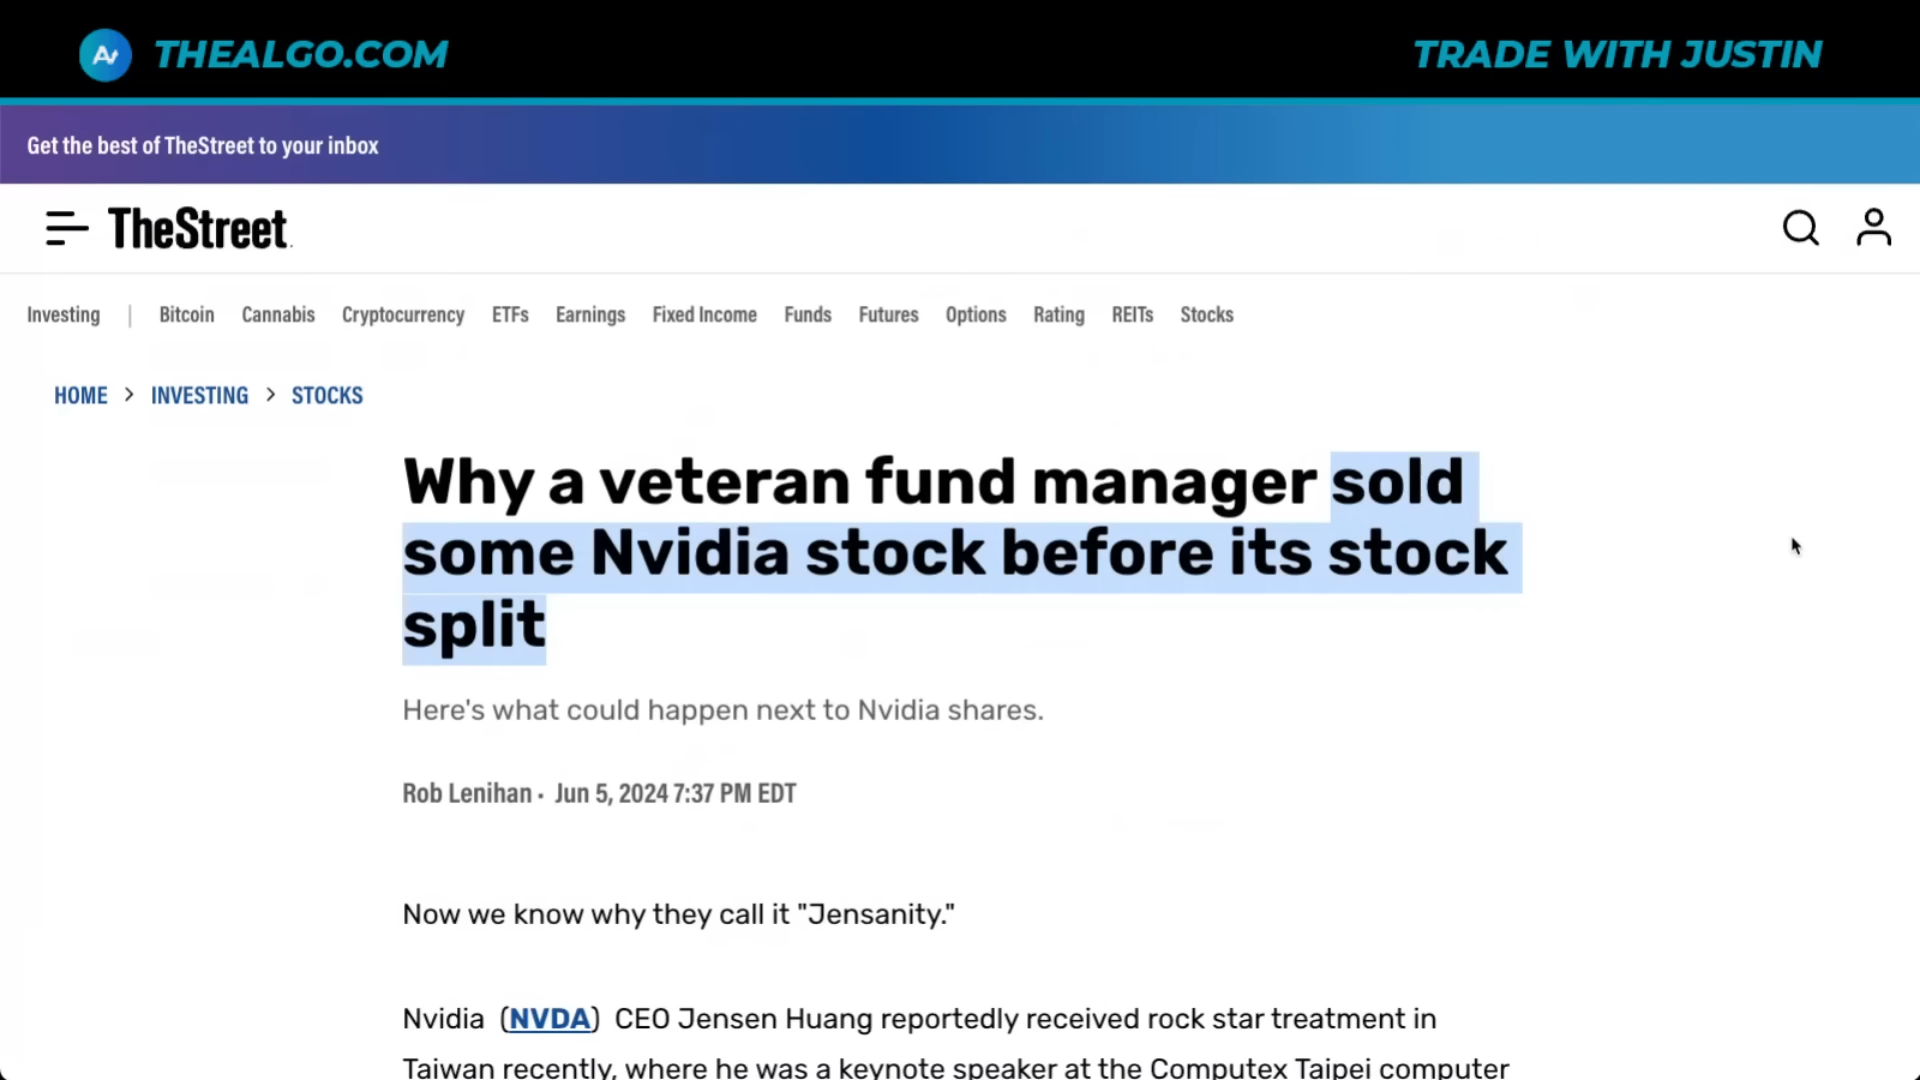 THEALGO.COM
TRADE WITH JUSTIN
Get the best of TheStreet to your inbox
TheStreet
Investing | Bitcoin Cannabis Cryptocurrency ETFs Earnings Fixed Income Funds Futures Options Rating REITs Stocks
HOME > INVESTING > STOCKS
Why a veteran fund manager sold
some Nvidia stock before its stock
split
Here's what could happen next to Nvidia shares.
Rob Lenihan · Jun 5, 2024 7:37 PM EDT
Now we know why they call it "Jensanity."
Nvidia (NVDA) CEO Jensen Huang reportedly received rock star treatment in
Taiwan recently, where he was a keynote speaker at the Computex Taipei computer